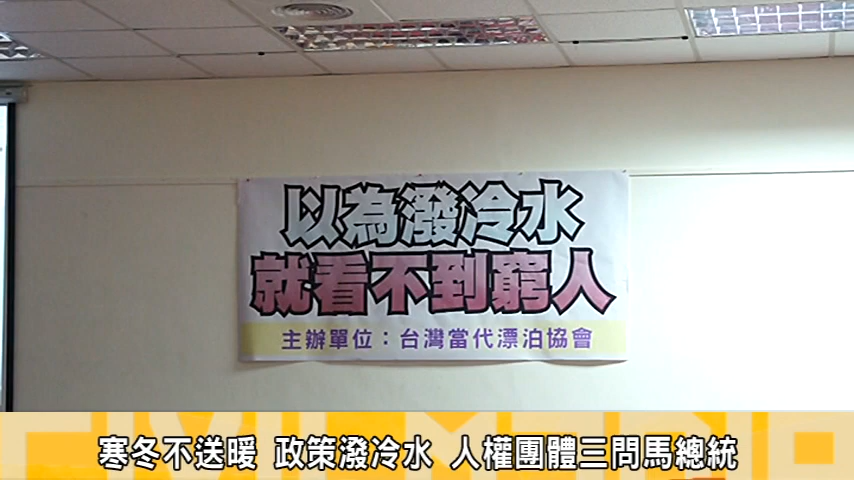 以為潑冷水
就看不到窮人
主辦單位：台灣當代漂泊協會
寒冬不送暖 政策潑冷水 人權團體三問馬總統